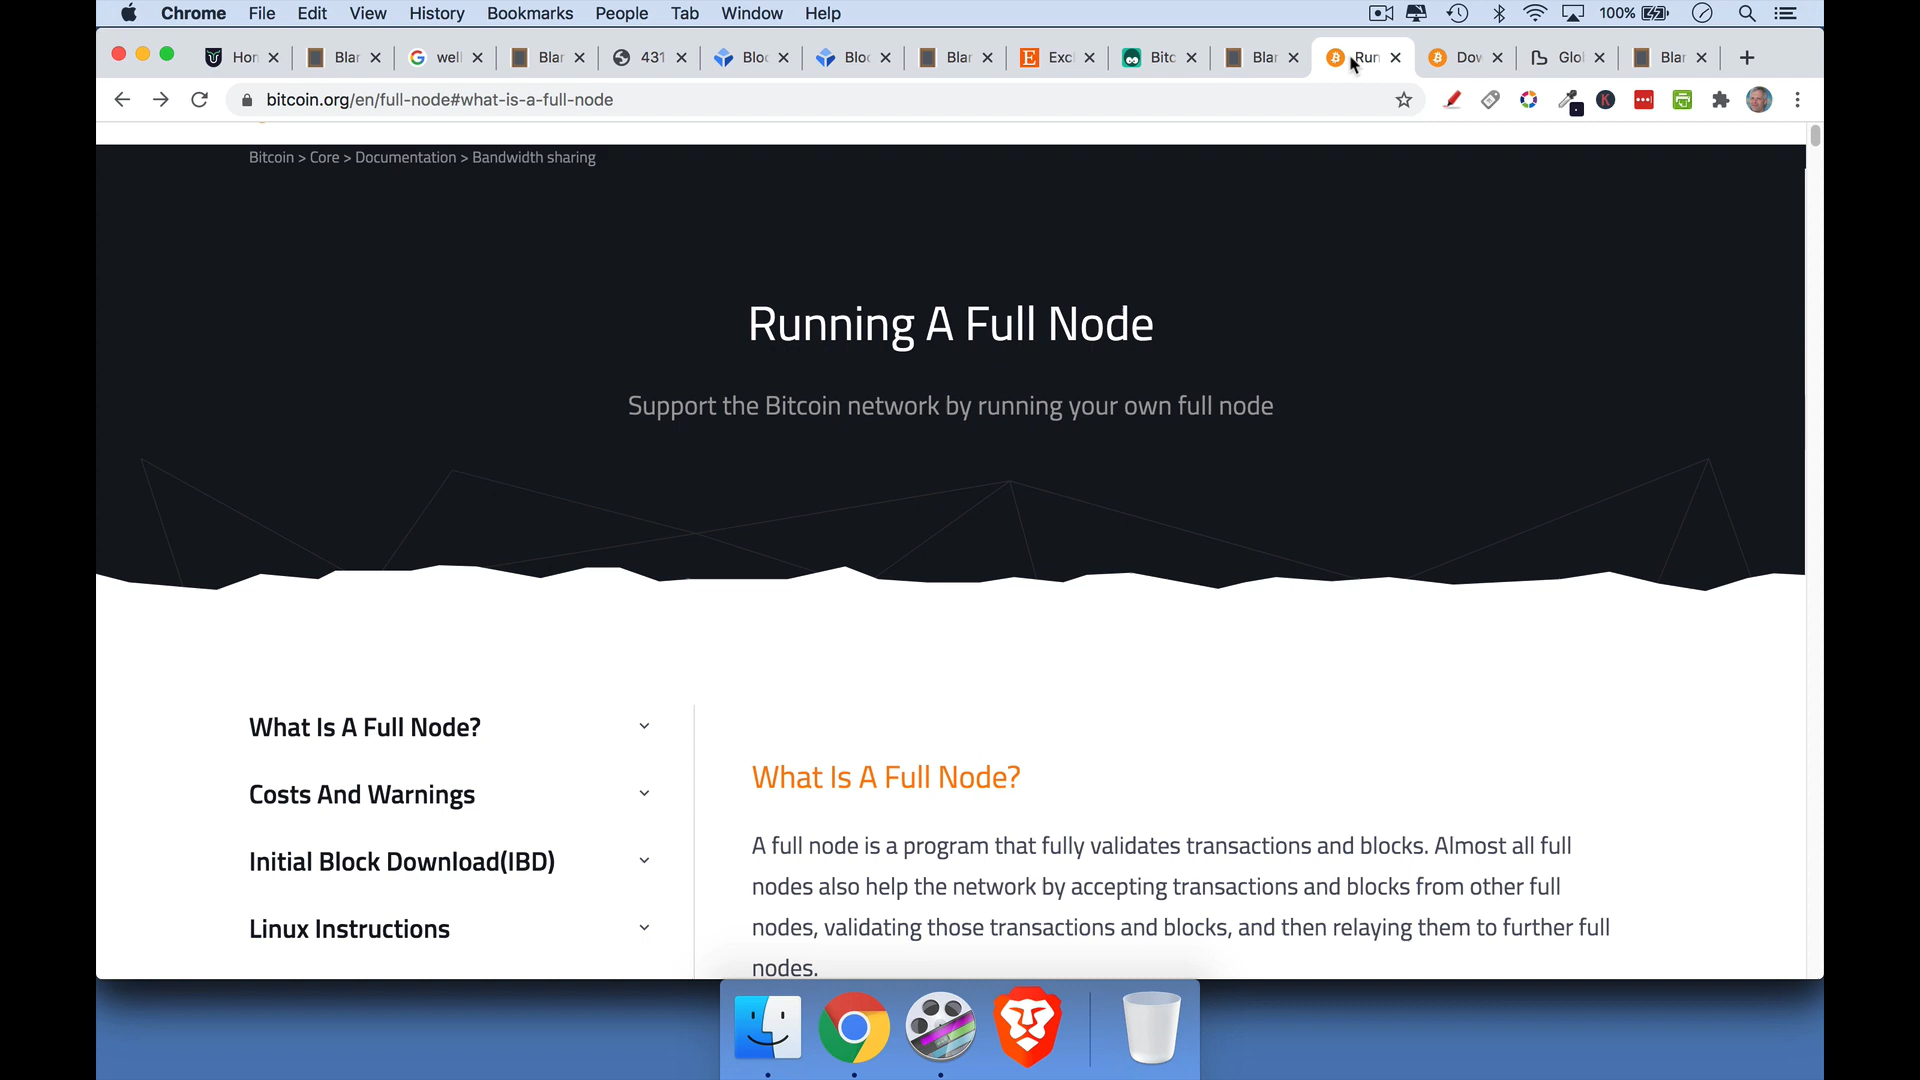 Chrome File Edit View History Bookmarks People Tab Window Help 100%
Hon Blar well Blar 431 Bloc Bloc Blar Exc Bitc Blar Run Dov Glol Blar
bitcoin.org/en/full-node#what-is-a-full-node
Bitcoin > Core > Documentation > Bandwidth sharing
Running A Full Node
Support the Bitcoin network by running your own full node
What Is A Full Node?
Costs And Warnings
Initial Block Download(IBD)
Linux Instructions
What Is A Full Node?
A full node is a program that fully validates transactions and blocks. Almost all full
nodes also help the network by accepting transactions and blocks from other full
nodes, validating those transactions and blocks, and then relaying them to further full
nodes.